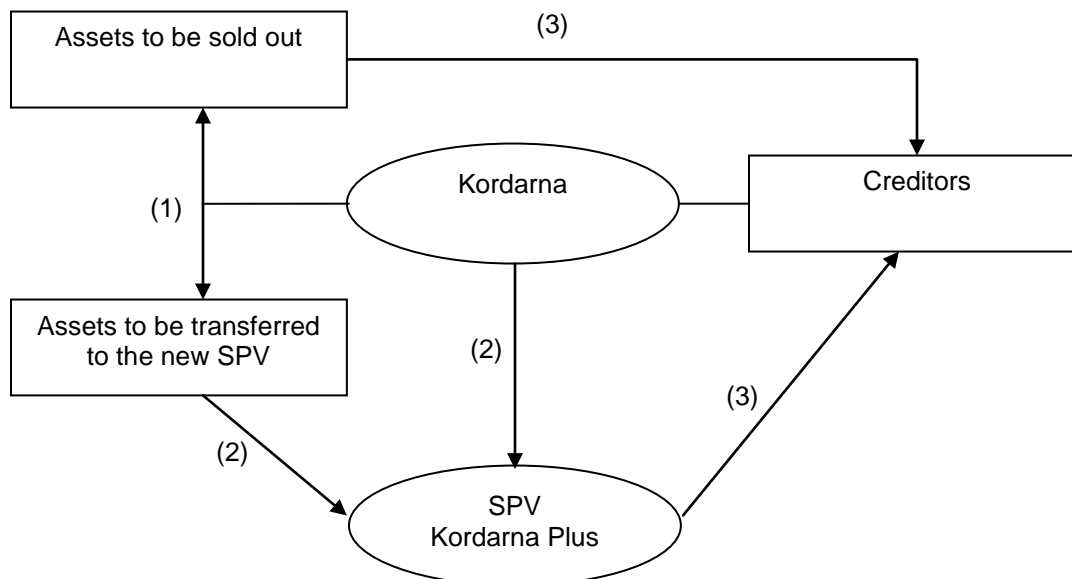 Assets to be sold out
(3)
Kordarna
Creditors
(1)
Assets to be transferred
to the new SPV
(2)
(2)
(3)
SPV
Kordarna Plus